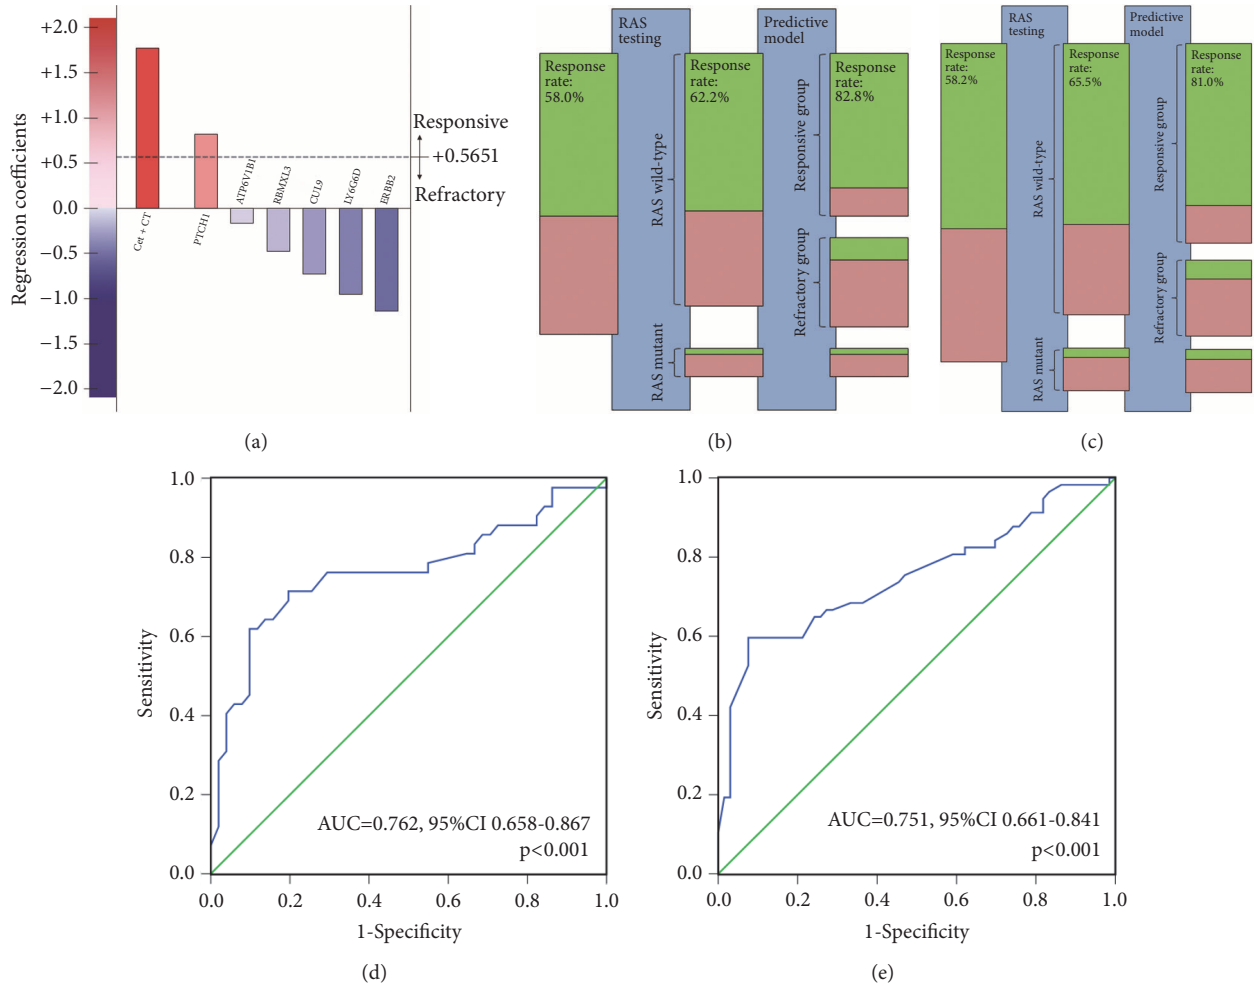 Regression coefficients
+2.0
+1.5
+1.0
+0.5
0.0
−0.5
−1.0
−1.5
−2.0
Cet + CT
PTCH1
ATP6V1B1
RBMXL3
CUL9
LY6G6D
ERBB2
Responsive
+0.5651
Refractory
(a)
Response
rate:
58.0%
RAS
testing
RAS wild-type
RAS mutant
Response
rate:
62.2%
Predictive
model
Responsive group
Refractory group
Response
rate:
82.8%
(b)
Response
rate:
58.2%
RAS
testing
RAS wild-type
RAS mutant
Response
rate:
65.5%
Predictive
model
Responsive group
Refractory group
Response
rate:
81.0%
(c)
Sensitivity
1.0
0.8
0.6
0.4
0.2
0.0
AUC=0.762, 95%CI 0.658-0.867
p<0.001
0.0 0.2 0.4 0.6 0.8 1.0
1-Specificity
(d)
Sensitivity
1.0
0.8
0.6
0.4
0.2
0.0
AUC=0.751, 95%CI 0.661-0.841
p<0.001
0.0 0.2 0.4 0.6 0.8 1.0
1-Specificity
(e)